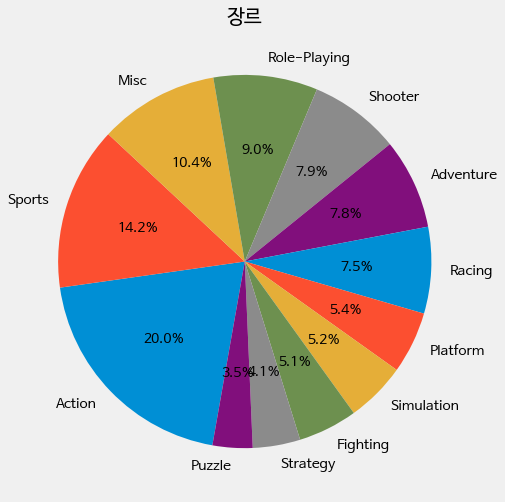 장르
Role-Playing
Misc
Shooter
9.0%
10.4%
7.9%
Adventure
Sports
7.8%
14.2%
7.5%
Racing
5.4%
20.0%
5.2%
Platform
5.1%
3.5%
4.1%
Action
Simulation
Fighting
Puzzle
Strategy